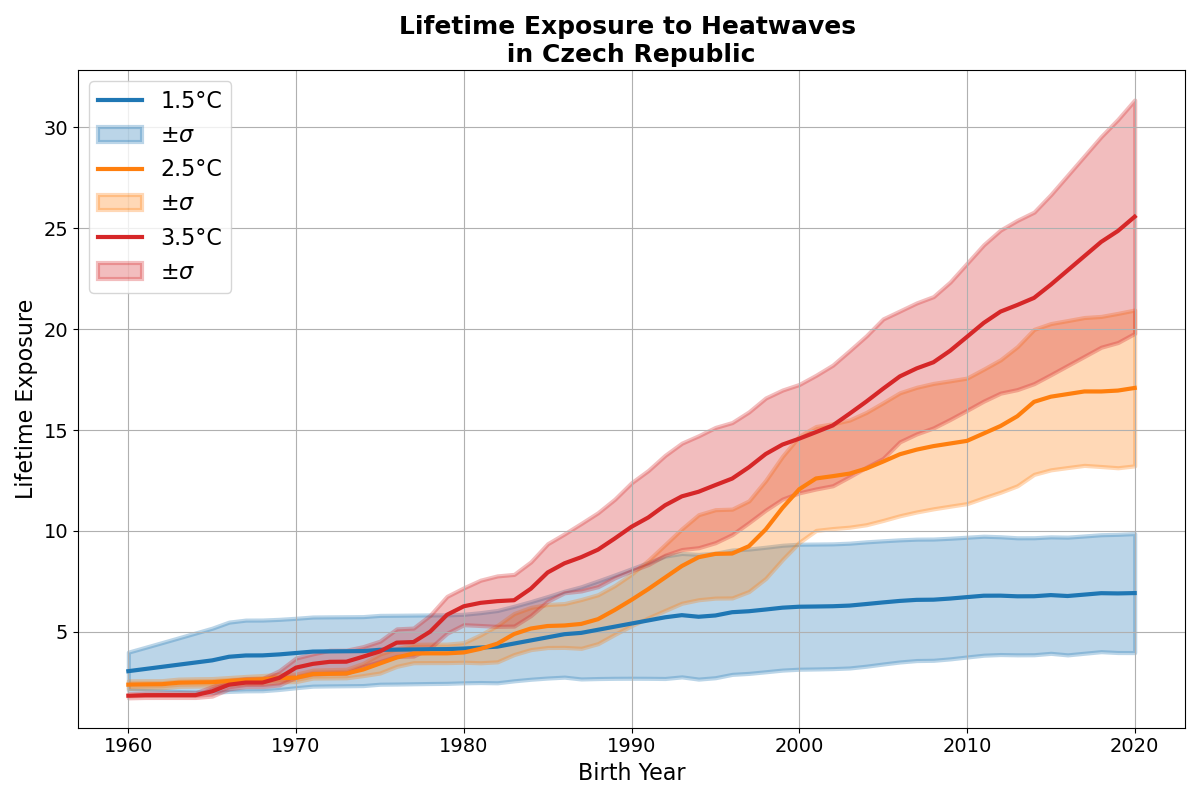 Lifetime Exposure to Heatwaves
in Czech Republic
1.5°C
±σ
2.5°C
±σ
3.5°C
±σ
30
25
20
15
10
5
Lifetime Exposure
1960 1970 1980 1990 2000 2010 2020
Birth Year